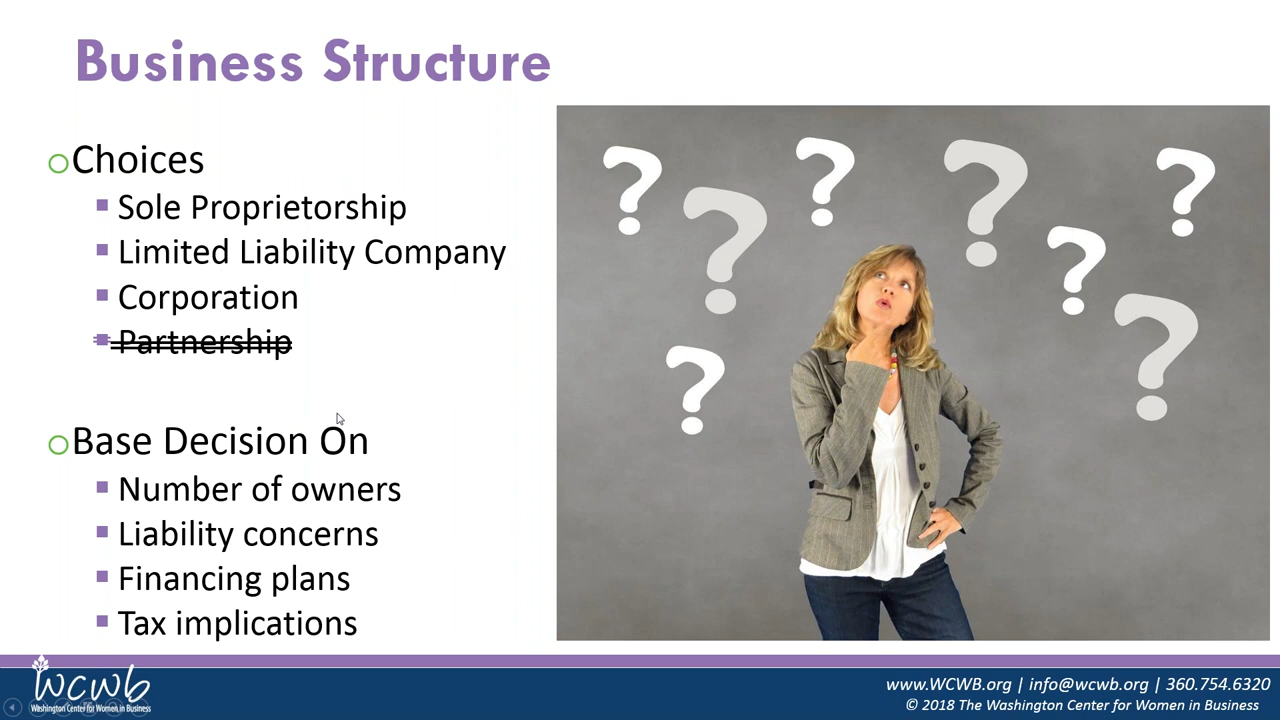 Business Structure
Choices
Sole Proprietorship
Limited Liability Company
Corporation
Partnership
Base Decision On
Number of owners
Liability concerns
Financing plans
Tax implications
? ? ? ? ? ? ? ?
wcwb
Washington Center for Women in Business
www.WCWB.org | info@wcwb.org | 360.754.6320
© 2018 The Washington Center for Women in Business